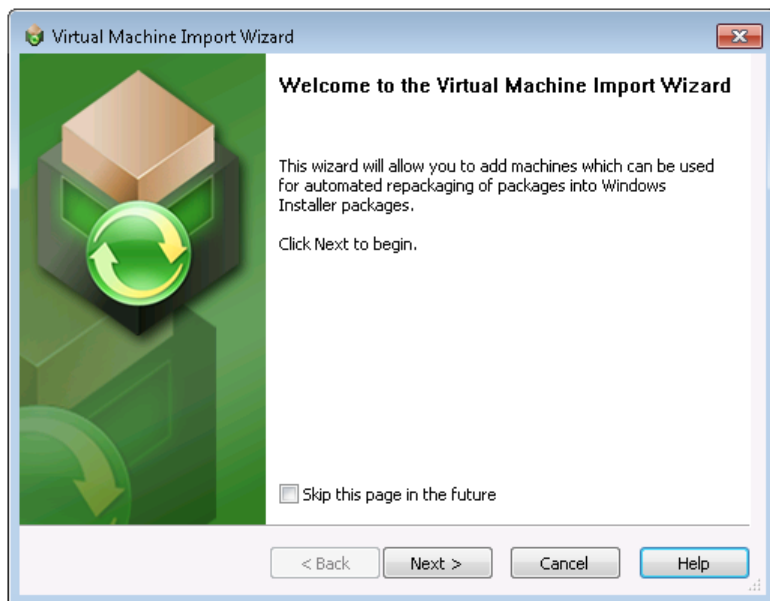 Virtual Machine Import Wizard
Welcome to the Virtual Machine Import Wizard
This wizard will allow you to add machines which can be used
for automated repackaging of packages into Windows
Installer packages.
Click Next to begin.
Skip this page in the future
< Back
Next >
Cancel
Help